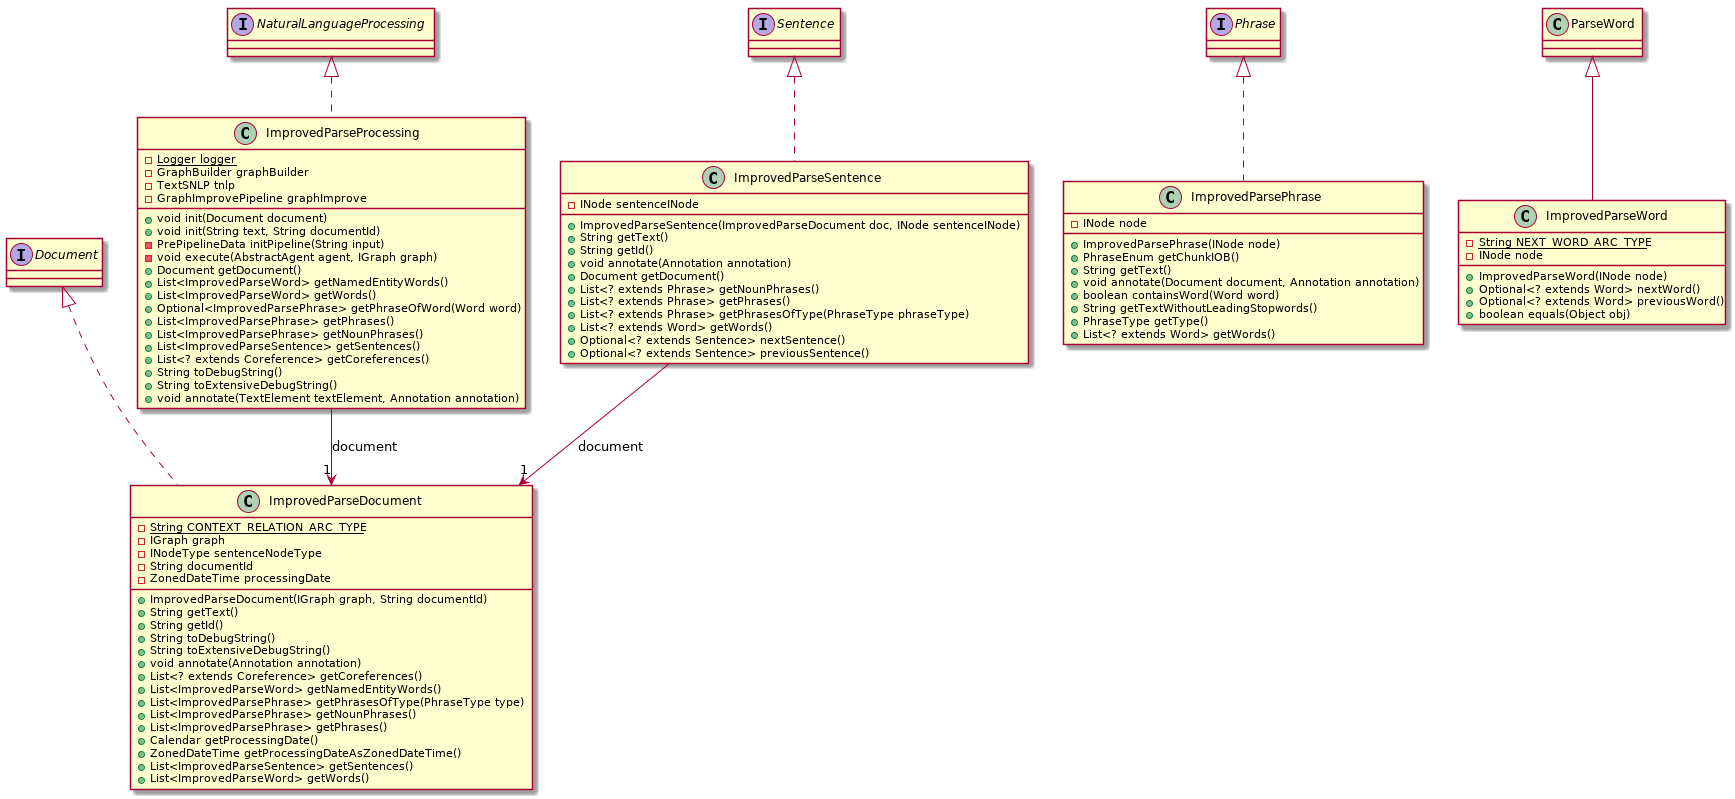 I NaturalLanguageProcessing
I Sentence
I Phrase
C ParseWord
C ImprovedParseProcessing
Logger logger
GraphBuilder graphBuilder
TextSNLP tnlp
GraphImprovePipeline graphImprove
void init(Document document)
void init(String text, String documentId)
PrePipelineData initPipeline(String input)
void execute(AbstractAgent agent, IGraph graph)
Document getDocument()
List<ImprovedParseWord> getNamedEntityWords()
List<ImprovedParseWord> getWords()
Optional<ImprovedParsePhrase> getPhraseOfWord(Word word)
List<ImprovedParsePhrase> getPhrases()
List<ImprovedParsePhrase> getNounPhrases()
List<ImprovedParseSentence> getSentences()
List<? extends Coreference> getCoreferences()
String toDebugString()
String toExtensiveDebugString()
void annotate(TextElement textElement, Annotation annotation)
C ImprovedParseSentence
INode sentenceINode
ImprovedParseSentence(ImprovedParseDocument doc, INode sentenceINode)
String getText()
String getId()
void annotate(Annotation annotation)
Document getDocument()
List<? extends Phrase> getNounPhrases()
List<? extends Phrase> getPhrases()
List<? extends Phrase> getPhrasesOfType(PhraseType phraseType)
List<? extends Word> getWords()
Optional<? extends Sentence> nextSentence()
Optional<? extends Sentence> previousSentence()
C ImprovedParsePhrase
INode node
ImprovedParsePhrase(INode node)
PhraseEnum getChunkIOB()
String getText()
void annotate(Document document, Annotation annotation)
boolean containsWord(Word word)
String getTextWithoutLeadingStopwords()
PhraseType getType()
List<? extends Word> getWords()
C ImprovedParseWord
String NEXT_WORD_ARC_TYPE
INode node
ImprovedParseWord(INode node)
Optional<? extends Word> nextWord()
Optional<? extends Word> previousWord()
boolean equals(Object obj)
I Document
document
1
document
1
C ImprovedParseDocument
String CONTEXT_RELATION_ARC_TYPE
IGraph graph
INodeType sentenceNodeType
String documentId
ZonedDateTime processingDate
ImprovedParseDocument(IGraph graph, String documentId)
String getText()
String getId()
String toDebugString()
String toExtensiveDebugString()
void annotate(Annotation annotation)
List<? extends Coreference> getCoreferences()
List<ImprovedParseWord> getNamedEntityWords()
List<ImprovedParsePhrase> getPhrasesOfType(PhraseType type)
List<ImprovedParsePhrase> getNounPhrases()
List<ImprovedParsePhrase> getPhrases()
Calendar getProcessingDate()
ZonedDateTime getProcessingDateAsZonedDateTime()
List<ImprovedParseSentence> getSentences()
List<ImprovedParseWord> getWords()